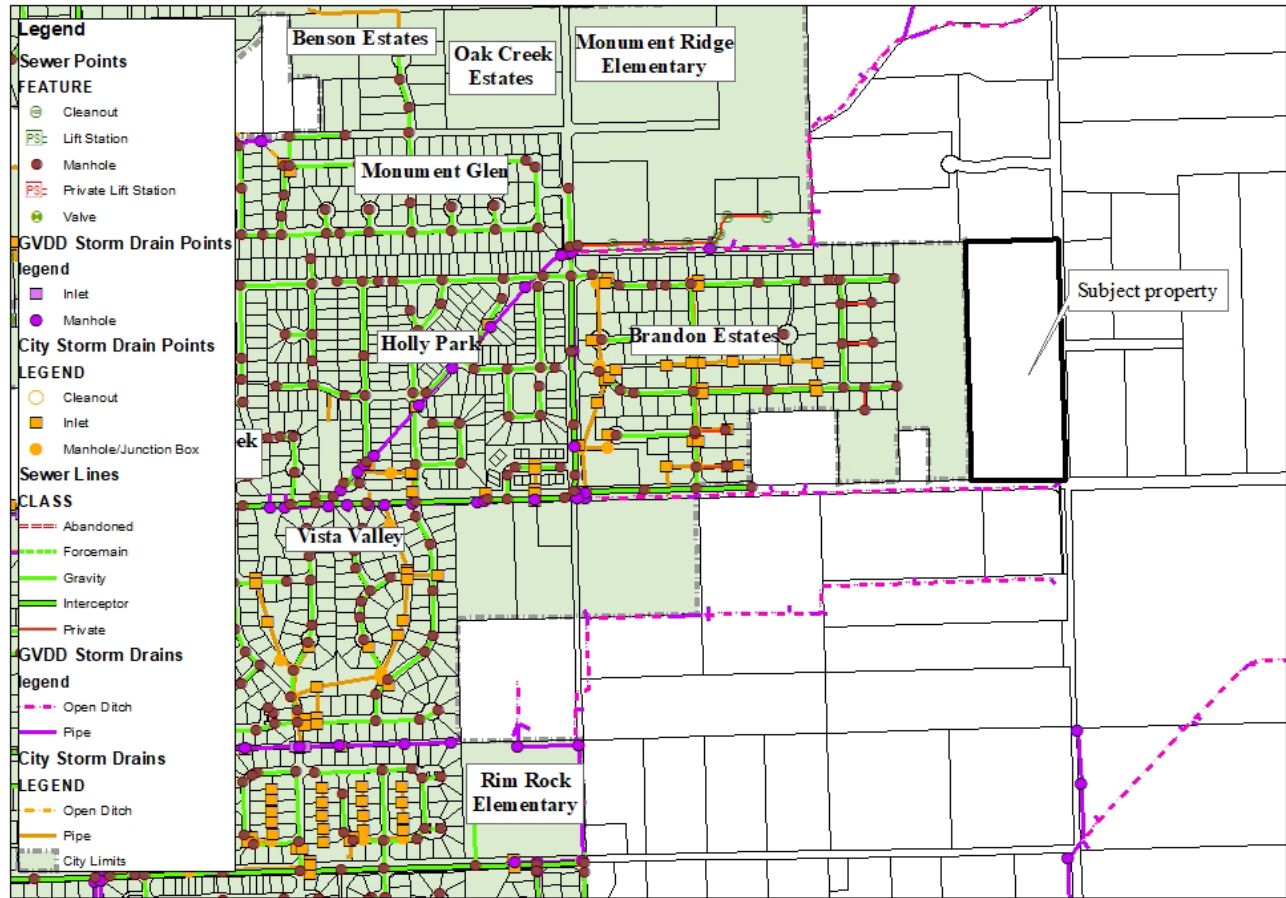 Legend
Sewer Points
FEATURE
Cleanout
PS Lift Station
Manhole
PS Private Lift Station
Valve
GVDD Storm Drain Points
legend
Inlet
Manhole
City Storm Drain Points
LEGEND
Cleanout
Inlet
Manhole/Junction Box
Sewer Lines
CLASS
Abandoned
Forcemain
Gravity
Interceptor
Private
GVDD Storm Drains
legend
Open Ditch
Pipe
City Storm Drains
LEGEND
Open Ditch
Pipe
City Limits
Benson Estates
Oak Creek
Estates
Monument Ridge
Elementary
Monument Glen
Subject property
Holly Park
Brandon Estates
ek
Vista Valley
Rim Rock
Elementary